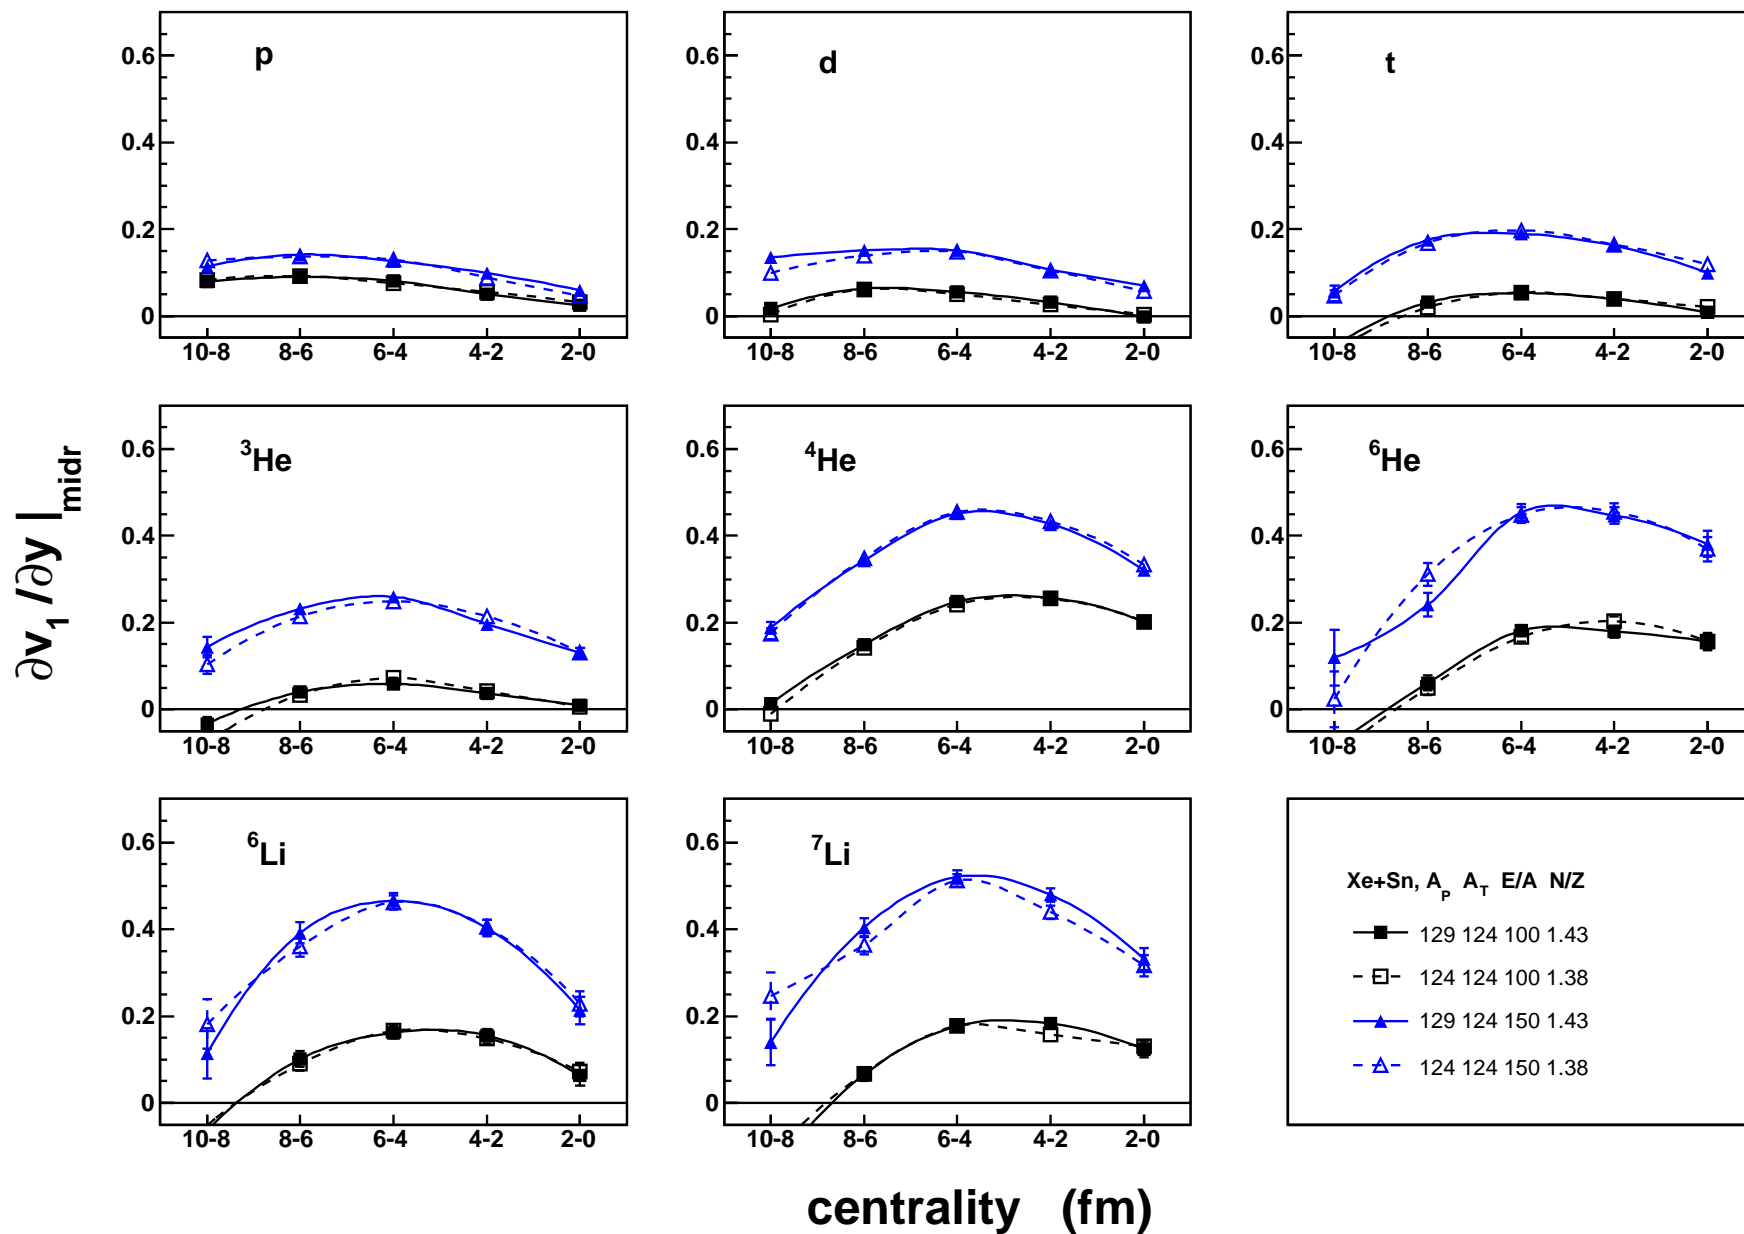 p
0.6
0.4
0.2
0
10-8 8-6 6-4 4-2 2-0
d
0.6
0.4
0.2
0
10-8 8-6 6-4 4-2 2-0
t
0.6
0.4
0.2
0
10-8 8-6 6-4 4-2 2-0
³He
0.6
0.4
0.2
0
10-8 8-6 6-4 4-2 2-0
⁴He
0.6
0.4
0.2
0
10-8 8-6 6-4 4-2 2-0
⁶He
0.6
0.4
0.2
0
10-8 8-6 6-4 4-2 2-0
∂v₁ /∂y |midr
⁶Li
0.6
0.4
0.2
0
10-8 8-6 6-4 4-2 2-0
⁷Li
0.6
0.4
0.2
0
10-8 8-6 6-4 4-2 2-0
Xe+Sn, A_P A_T E/A N/Z
129 124 100 1.43
124 124 100 1.38
129 124 150 1.43
124 124 150 1.38
centrality (fm)